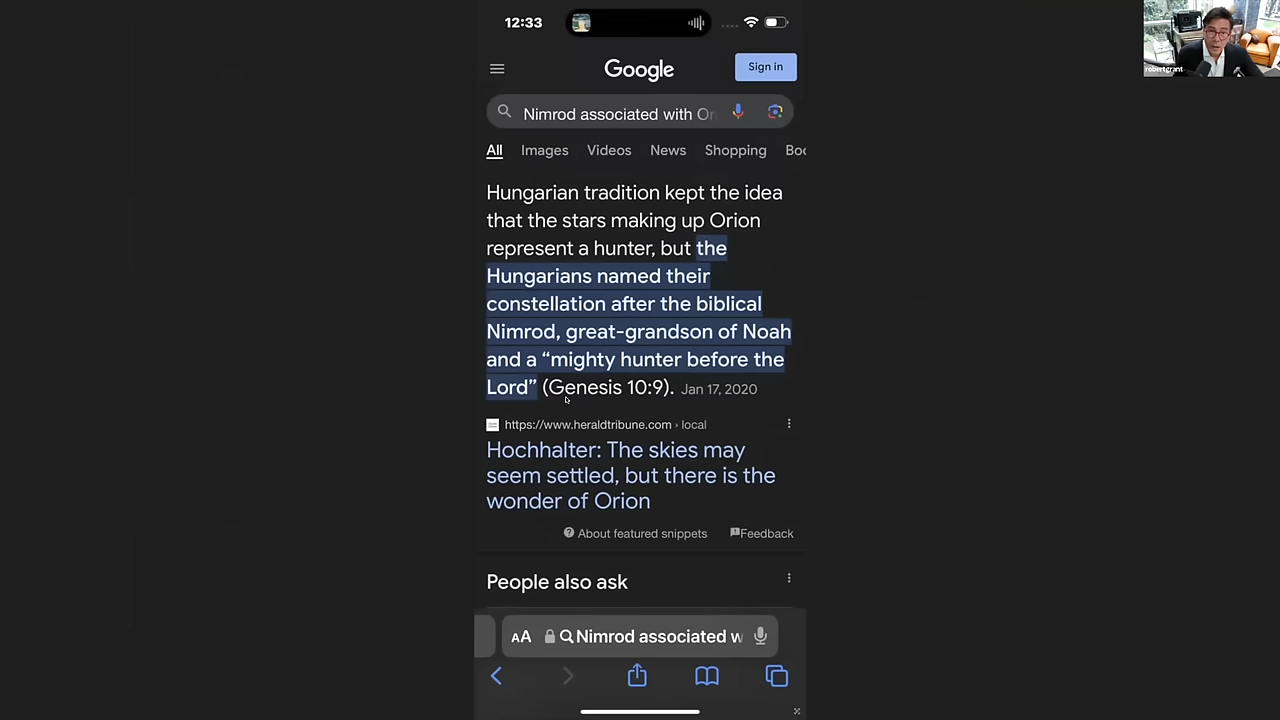 12:33
Google
Sign in
Nimrod associated with Or
All Images Videos News Shopping Boo
Hungarian tradition kept the idea
that the stars making up Orion
represent a hunter, but the
Hungarians named their
constellation after the biblical
Nimrod, great-grandson of Noah
and a “mighty hunter before the
Lord” (Genesis 10:9). Jan 17, 2020
https://www.heraldtribune.com › local
Hochhalter: The skies may
seem settled, but there is the
wonder of Orion
About featured snippets Feedback
People also ask
AA Nimrod associated w
robertgrant